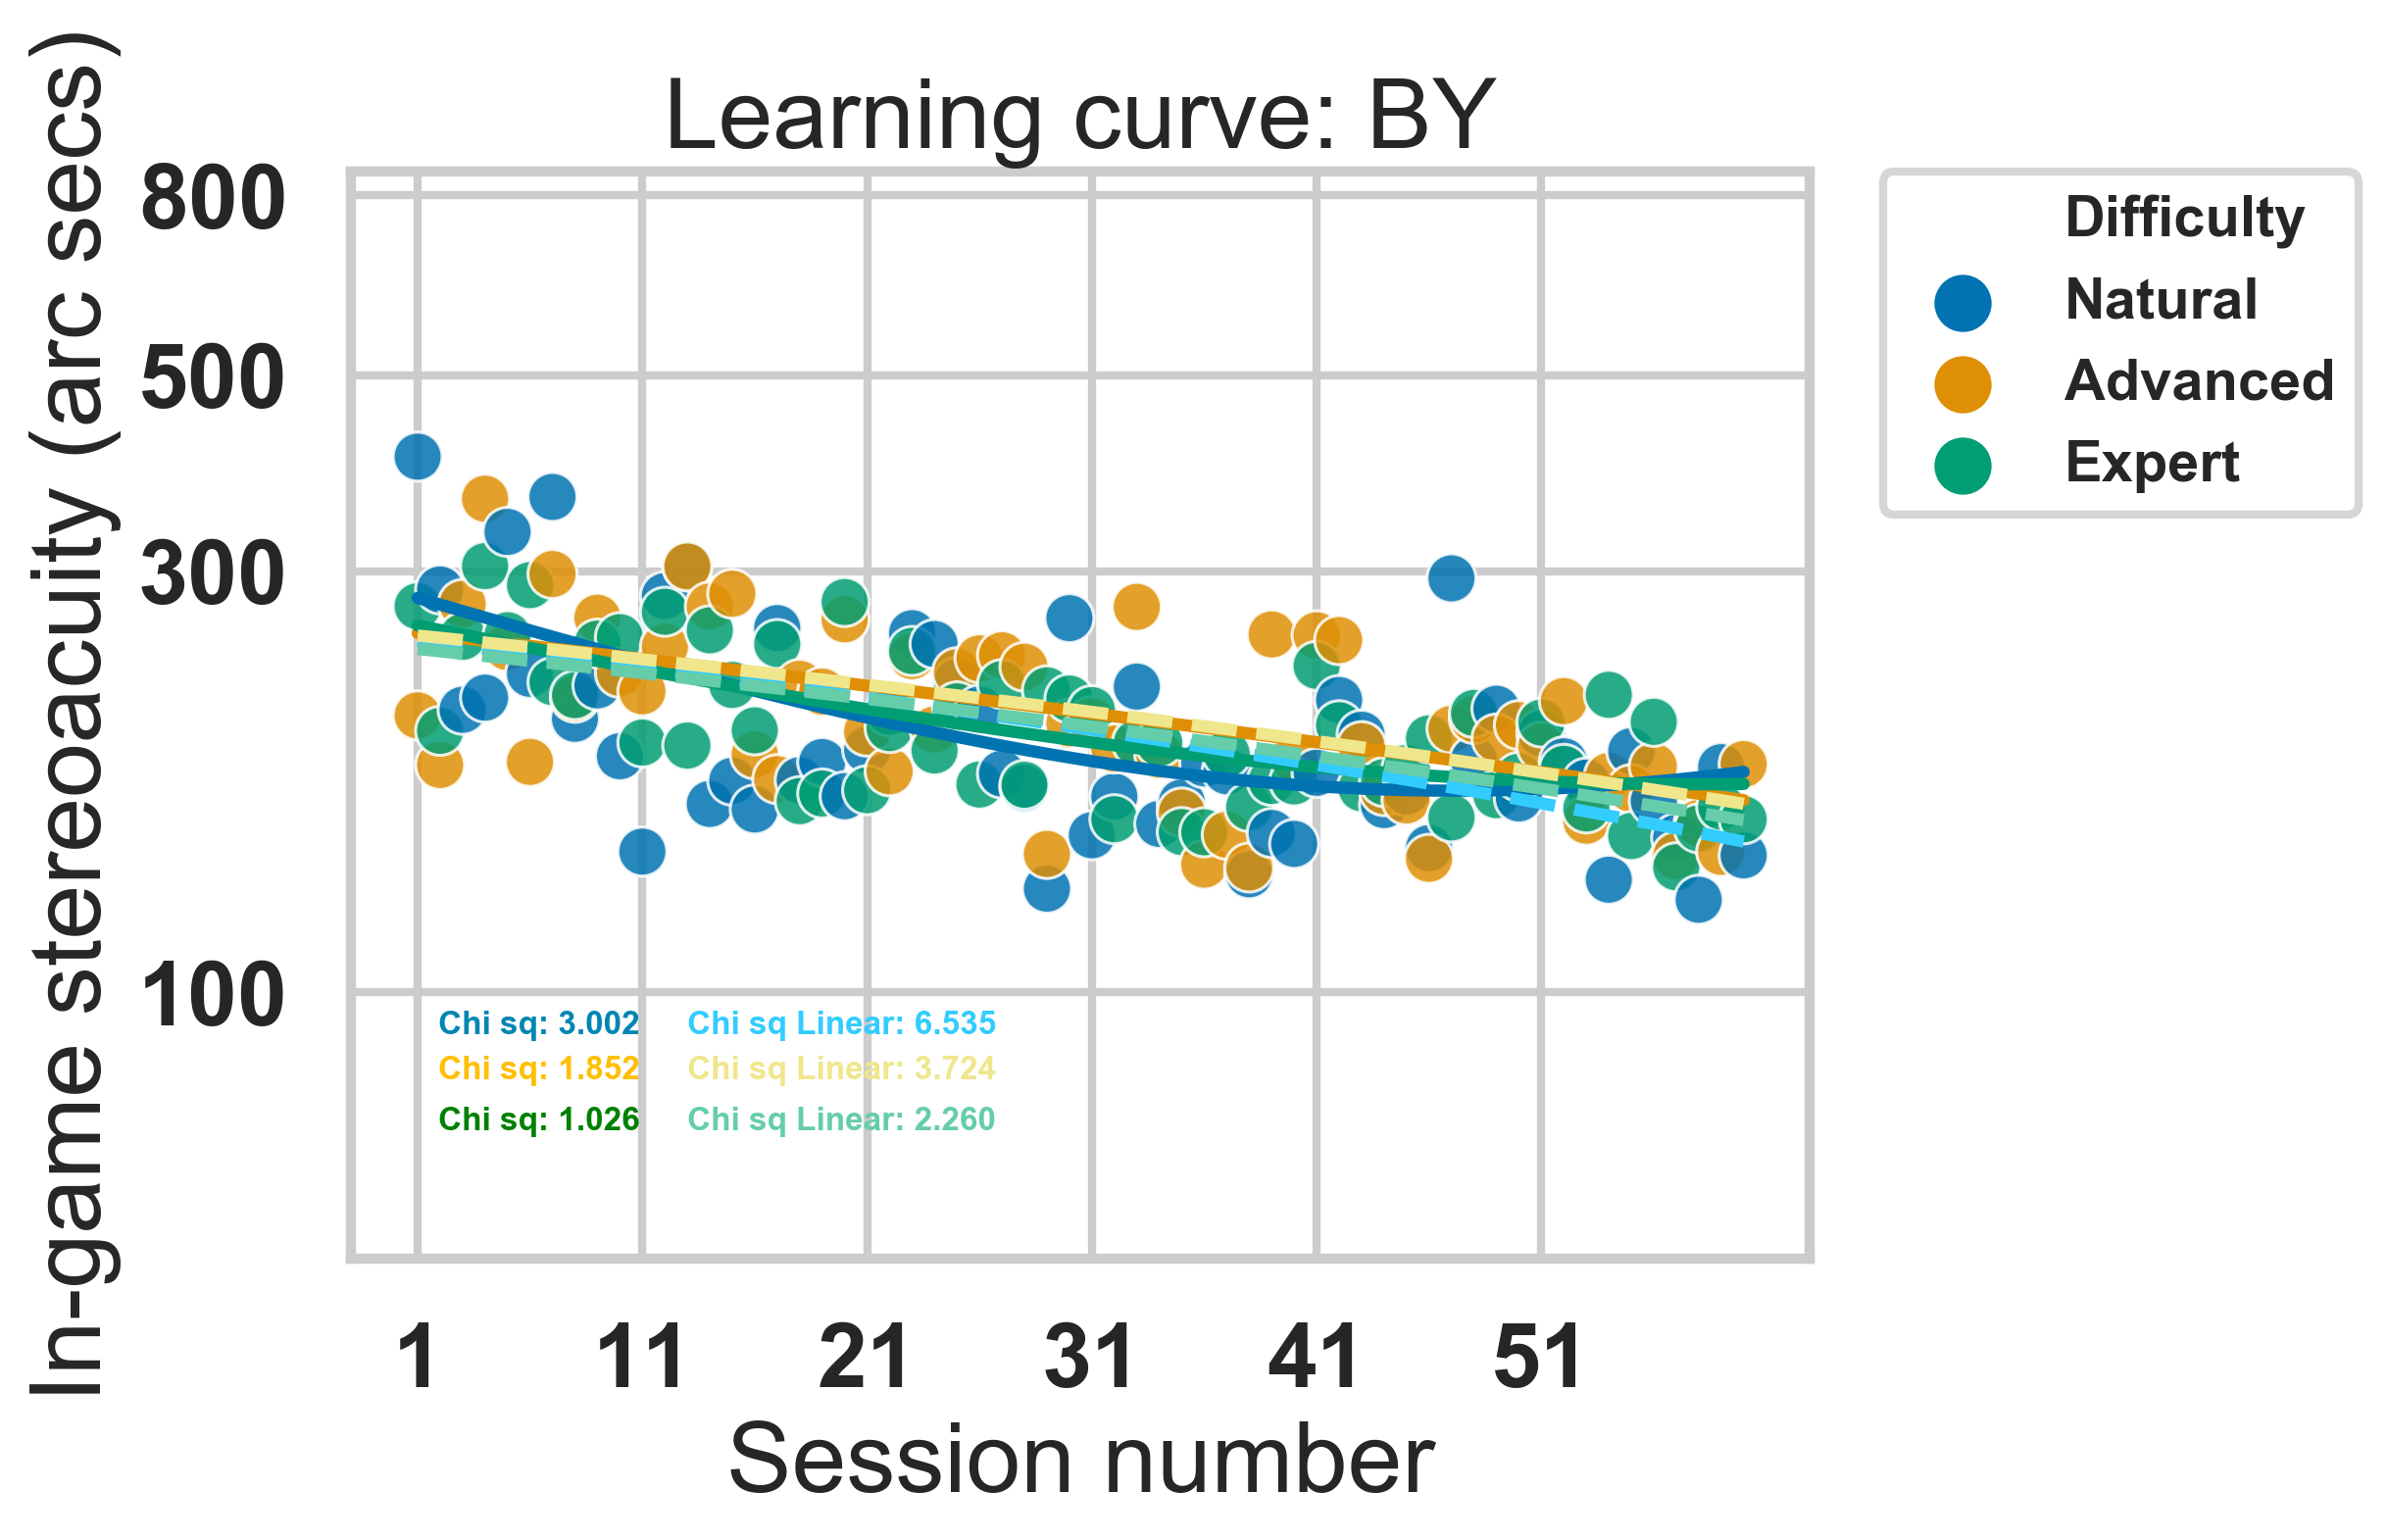 Learning curve: BY
In-game stereoacuity (arc secs)
800
500
300
100
Chi sq: 3.002 Chi sq Linear: 6.535
Chi sq: 1.852 Chi sq Linear: 3.724
Chi sq: 1.026 Chi sq Linear: 2.260
1 11 21 31 41 51
Session number
Difficulty
Natural
Advanced
Expert